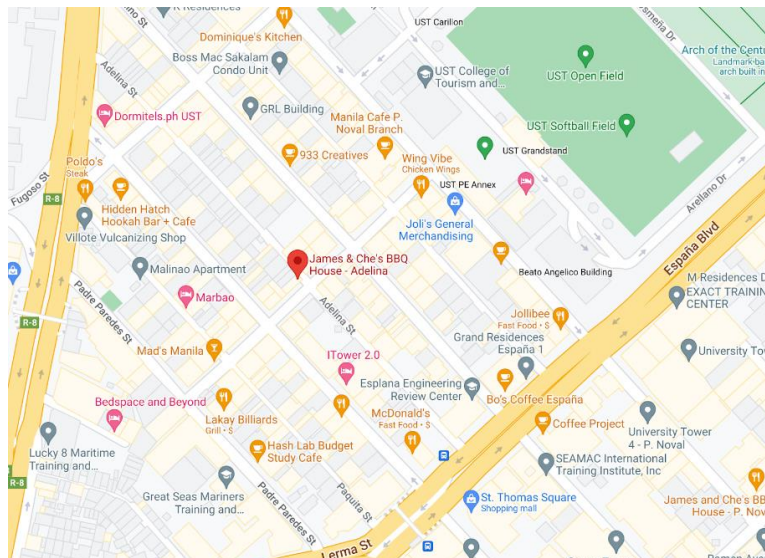 R Residences
UST Carillon
Osmeña Dr
Dominique's Kitchen
Boss Mac Sakalam
Condo Unit
Arch of the Centu
Landmark ba
arch built in
UST College of
Tourism and...
UST Open Field
Adelina St
GRL Building
Dormitels.ph UST
Manila Cafe P.
Noval Branch
UST Softball Field
UST Grandstand
933 Creatives
Wing Vibe
Chicken Wings
Poldo's
Steak
UST PE Annex
Arellano Dr
Fugoso St
R-8
Hidden Hatch
Hookah Bar + Cafe
Villote Vulcanizing Shop
Joli's General
Merchandising
España Blvd
James & Che's BBQ
House - Adelina
Malinao Apartment
Beato Angelico Building
M Residences D
EXACT TRAINI
CENTER
Padre Paredes St
Marbao
Adelina St
Jollibee
Fast Food • $
R-8
Grand Residences
España 1
Mad's Manila
University Tow
ITower 2.0
Esplana Engineering
Review Center
Bo's Coffee España
Bedspace and Beyond
Lakay Billiards
Grill • $
McDonald's
Fast Food • $
Coffee Project
University Tower
4 - P. Noval
Lucky 8 Maritime
Training and...
Hash Lab Budget
Study Cafe
SEAMAC International
Training Institute, Inc
Great Seas Mariners
Training and...
Padre Paredes St
Paquita St
St. Thomas Square
Shopping mall
James and Che's BB
House - P. Nov
Lerma St